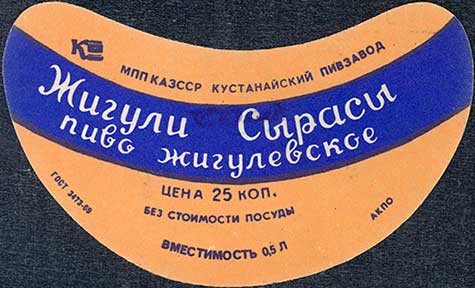 МПП КАЗССР КУСТАНАЙСКИЙ ПИВЗАВОД
Жигули Сырасы
пиво жигулевское
ЦЕНА 25 КОП.
БЕЗ СТОИМОСТИ ПОСУДЫ
ГОСТ 3473-69
АКПО
ВМЕСТИМОСТЬ 0,5 Л